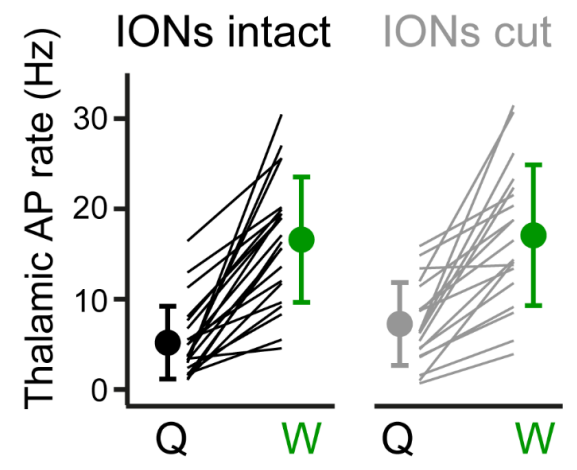 IONs intact
IONs cut
Thalamic AP rate (Hz)
30
20
10
0
Q
W
Q
W